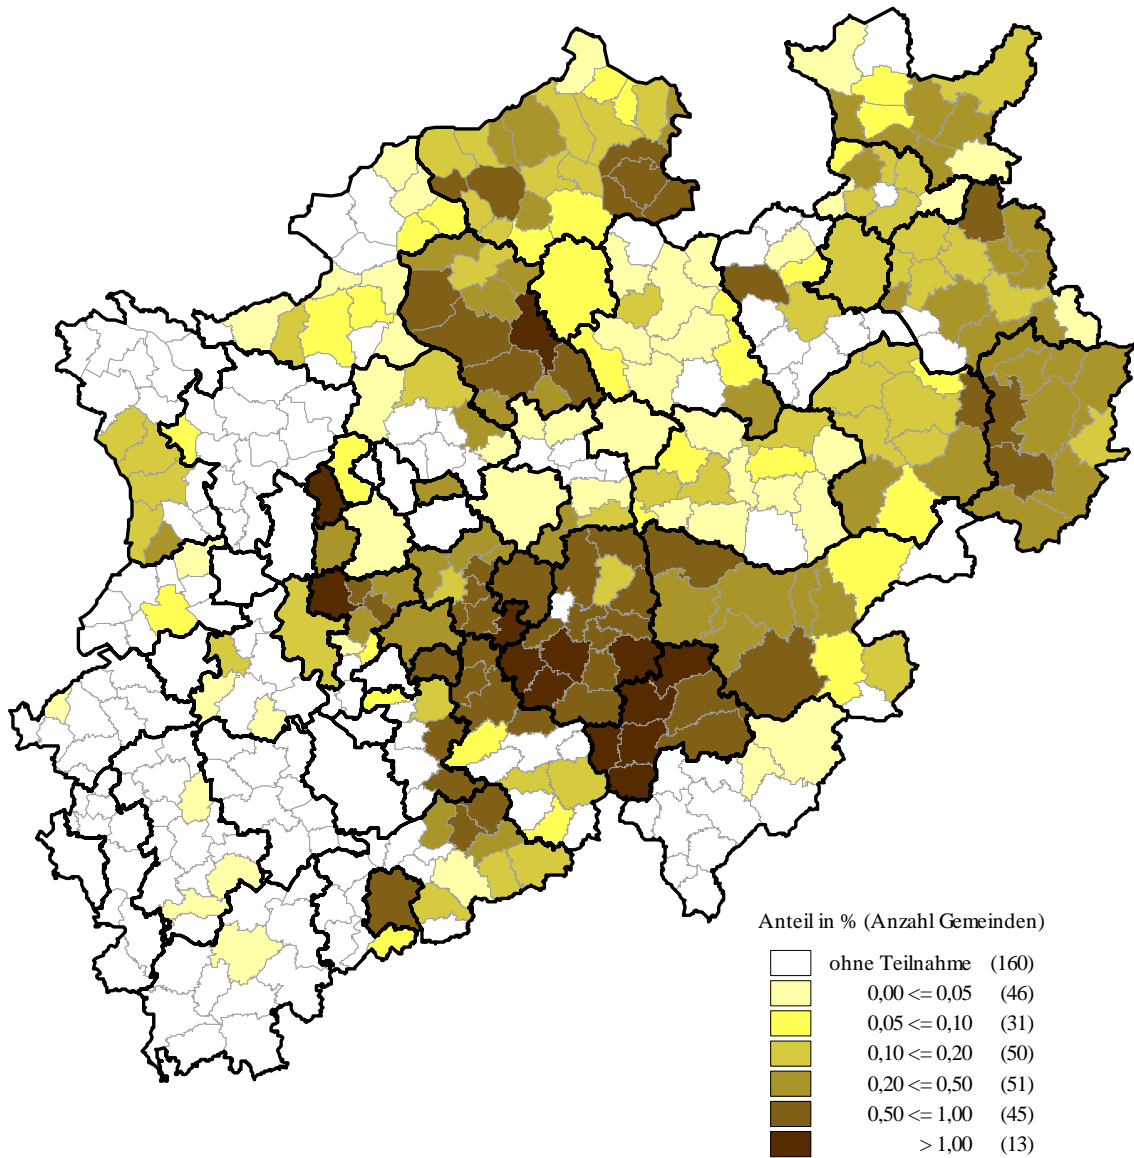 Anteil in % (Anzahl Gemeinden)
ohne Teilnahme (160)
0,00 <= 0,05 (46)
0,05 <= 0,10 (31)
0,10 <= 0,20 (50)
0,20 <= 0,50 (51)
0,50 <= 1,00 (45)
> 1,00 (13)